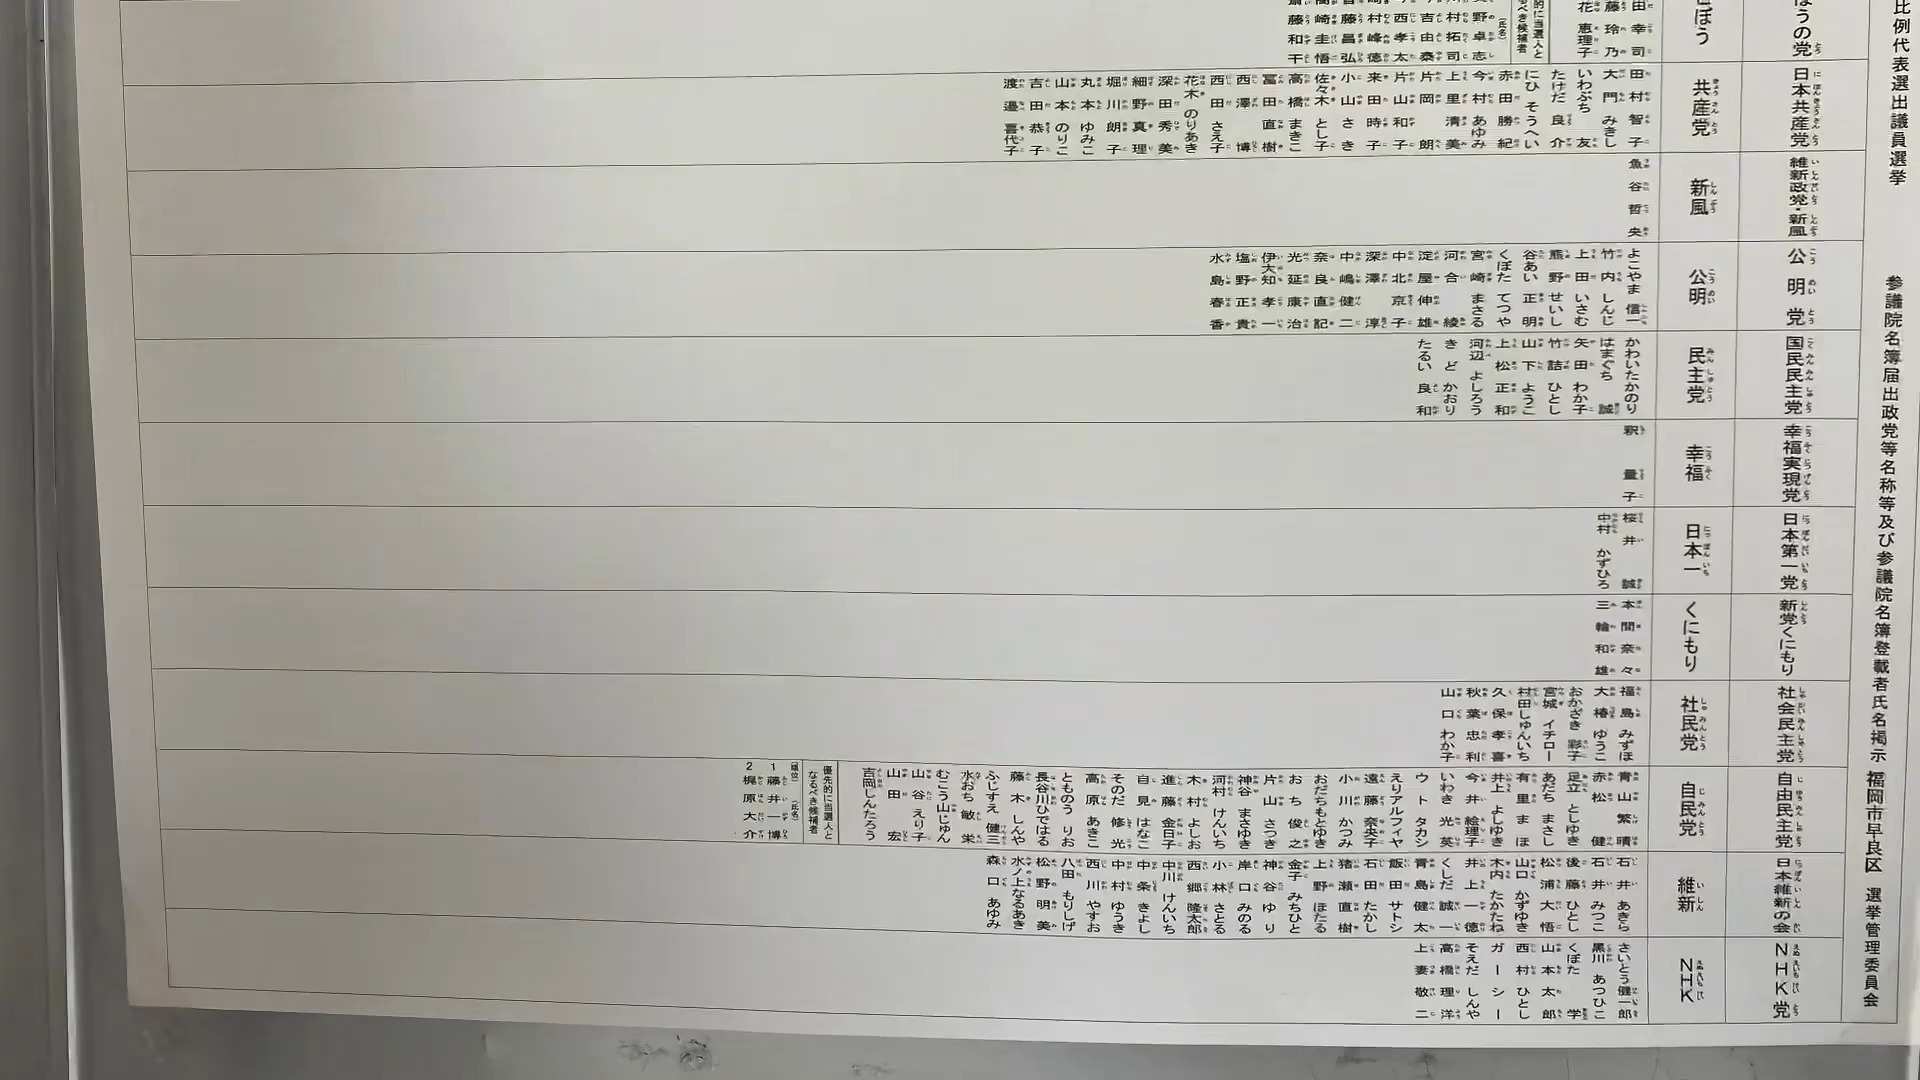 比例代表選出議員選挙
参議院名簿届出政党等名称等及び参議院名簿登載者氏名掲示
福岡市早良区 選挙管理委員会
日本共産党
共産党
田村智子
大門みきし
いわぶち友
たけだ良介
にひそうへい
赤田勝紀
今村あゆみ
上里清美
片岡朗
片山和子
来田時子
小山さき
佐々木とし子
高橋まきこ
冨田直樹
西澤博
西田さえ子
花木のりあき
深田秀美
細野真理
堀川朗子
丸本ゆみこ
山本のりこ
吉田恭子
渡邉喜代子
維新政党・新風
新風
魚谷哲央
公明党
公明
よこやま信一
竹内しんじ
上田いさむ
熊野せいし
谷あい正明
くぼたてつや
宮崎まさる
河合綾
淀屋伸雄
中北京子
深澤淳
中嶋健二
奈良直記
光延康治
伊大知孝一
塩野正貴
水島春香
国民民主党
民主党
かわいたかのり
はまぐち誠
矢田わか子
竹詰ひとし
山下ようこ
上松正和
河辺よしろう
きどかおり
たるい良和
幸福実現党
幸福
釈量子
日本第一党
日本一
桜井誠
中村かずひろ
新党くにもり
くにもり
本間奈々
三輪和雄
社会民主党
社民党
福島みずほ
大椿ゆうこ
おかざき彩子
宮城イチロー
村田しゅんいち
久保孝喜
秋葉忠利
山口わか子
自由民主党
自民党
青山繁晴
赤松健
足立としゆき
あだちまさし
有里まほ
井上よしゆき
今井絵理子
いわき光英
ウトタカシ
えりアルフィヤ
遠藤奈央子
小川かつみ
おだちもとゆき
おち俊之
片山さつき
神谷まさゆき
河村けんいち
木村よしお
進藤金日子
自見はなこ
そのだ修光
高原あきこ
とものうりお
長谷川ひではる
藤木しんや
ふじすえ健三
水おち敏栄
むこう山じゅん
山谷えり子
山田宏
吉岡しんたろう
優先的に当選人となるべき候補者
(順位) (氏名)
1 藤井一博
2 梶原大介
日本維新の会
維新
石井あきら
石井みつこ
後藤ひとし
松浦大悟
山口かずゆき
木内たかたね
井上一徳
くしだ誠一
青島健太
飯田サトシ
石田たかし
猪瀬直樹
上野ほたる
金子みちひと
神谷ゆり
岸口みのる
小林さとる
西郷隆太郎
中川けんいち
中条きよし
中村ゆうき
西川やすお
八田もりしげ
松野明美
水ノ上なるあき
森口あゆみ
NHK党
NHK
さいとう健一郎
黒川あつひこ
くぼた学
山本太郎
西村ひとし
ガーシー
そえだしんや
高橋理洋
上妻敬二